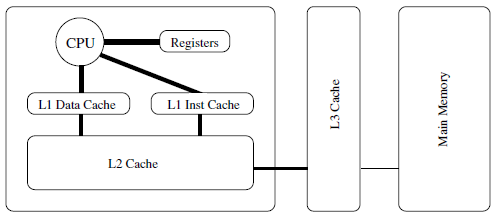 CPU
Registers
L1 Data Cache
L1 Inst Cache
L2 Cache
L3 Cache
Main Memory